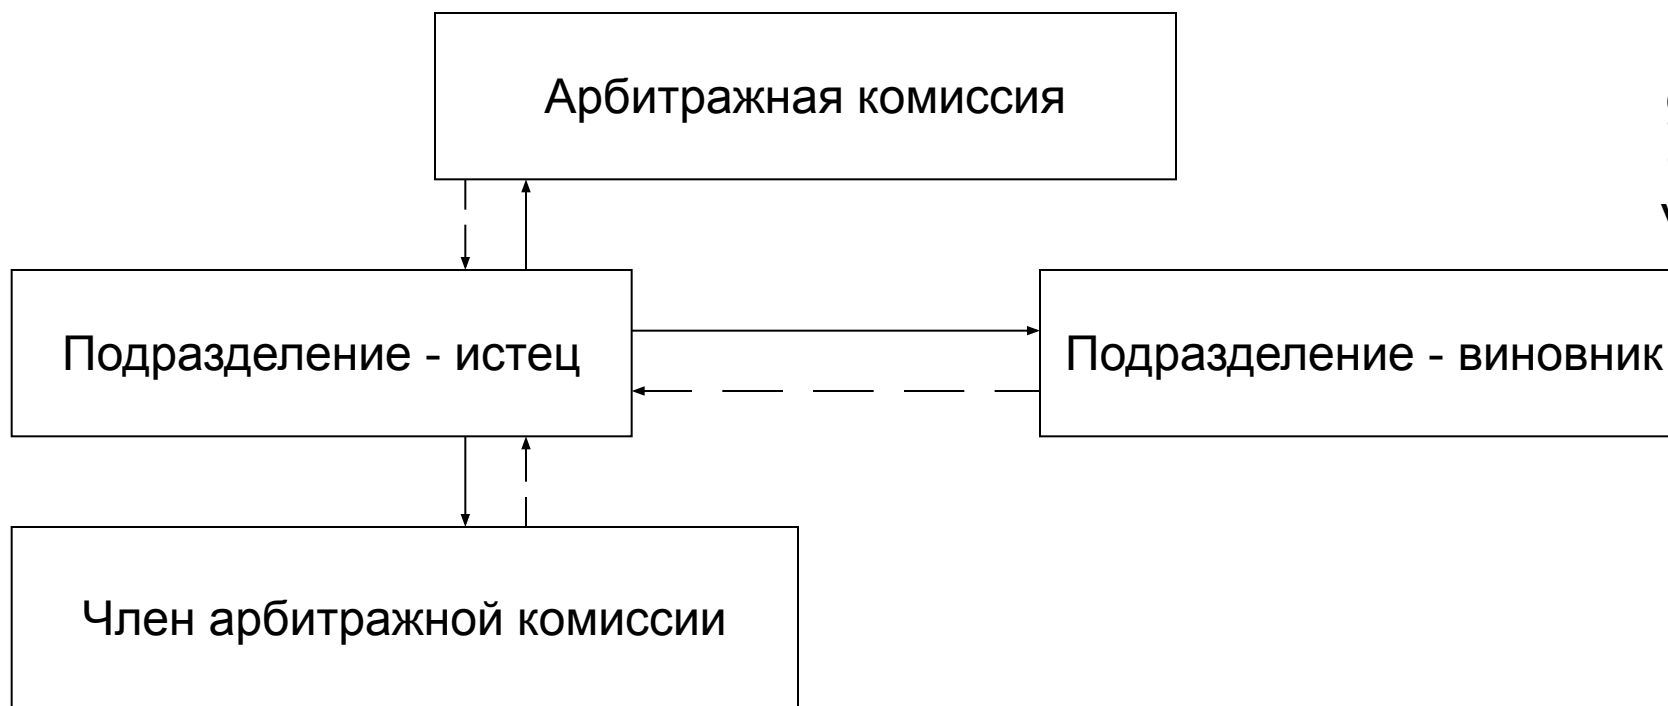 Арбитражная комиссия
Подразделение - истец
Подразделение - виновник
Член арбитражной комиссии